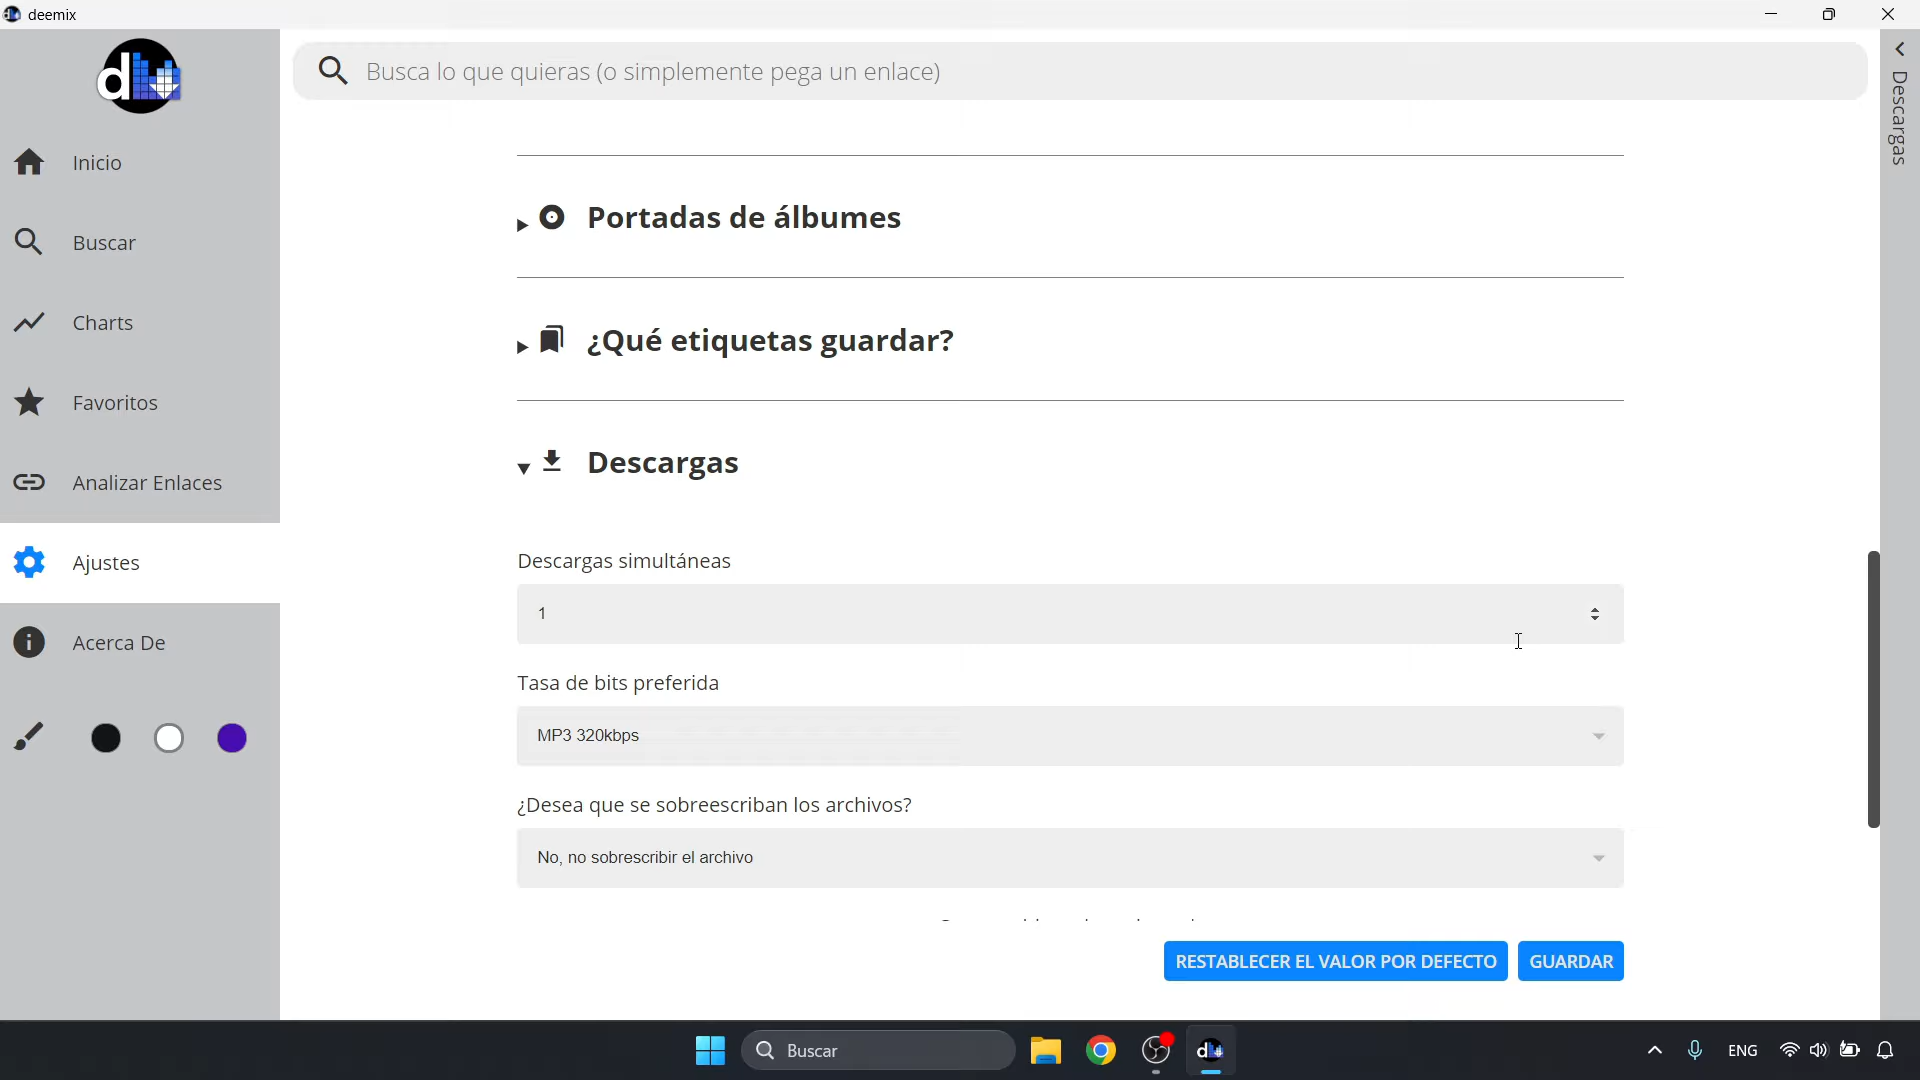 deemix
Busca lo que quieras (o simplemente pega un enlace)
Descargas
Inicio
Buscar
Charts
Favoritos
Analizar Enlaces
Ajustes
Acerca De
Portadas de álbumes
¿Qué etiquetas guardar?
Descargas
Descargas simultáneas
1
Tasa de bits preferida
MP3 320kbps
¿Desea que se sobreescriban los archivos?
No, no sobrescribir el archivo
RESTABLECER EL VALOR POR DEFECTO
GUARDAR
Buscar
ENG